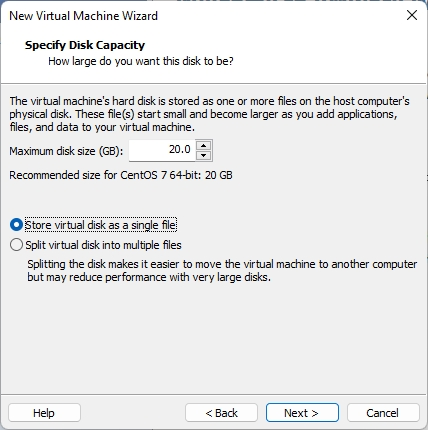 New Virtual Machine Wizard
Specify Disk Capacity
How large do you want this disk to be?
The virtual machine's hard disk is stored as one or more files on the host computer's
physical disk. These file(s) start small and become larger as you add applications,
files, and data to your virtual machine.
Maximum disk size (GB): 20.0
Recommended size for CentOS 7 64-bit: 20 GB
Store virtual disk as a single file
Split virtual disk into multiple files
Splitting the disk makes it easier to move the virtual machine to another computer
but may reduce performance with very large disks.
Help < Back Next > Cancel